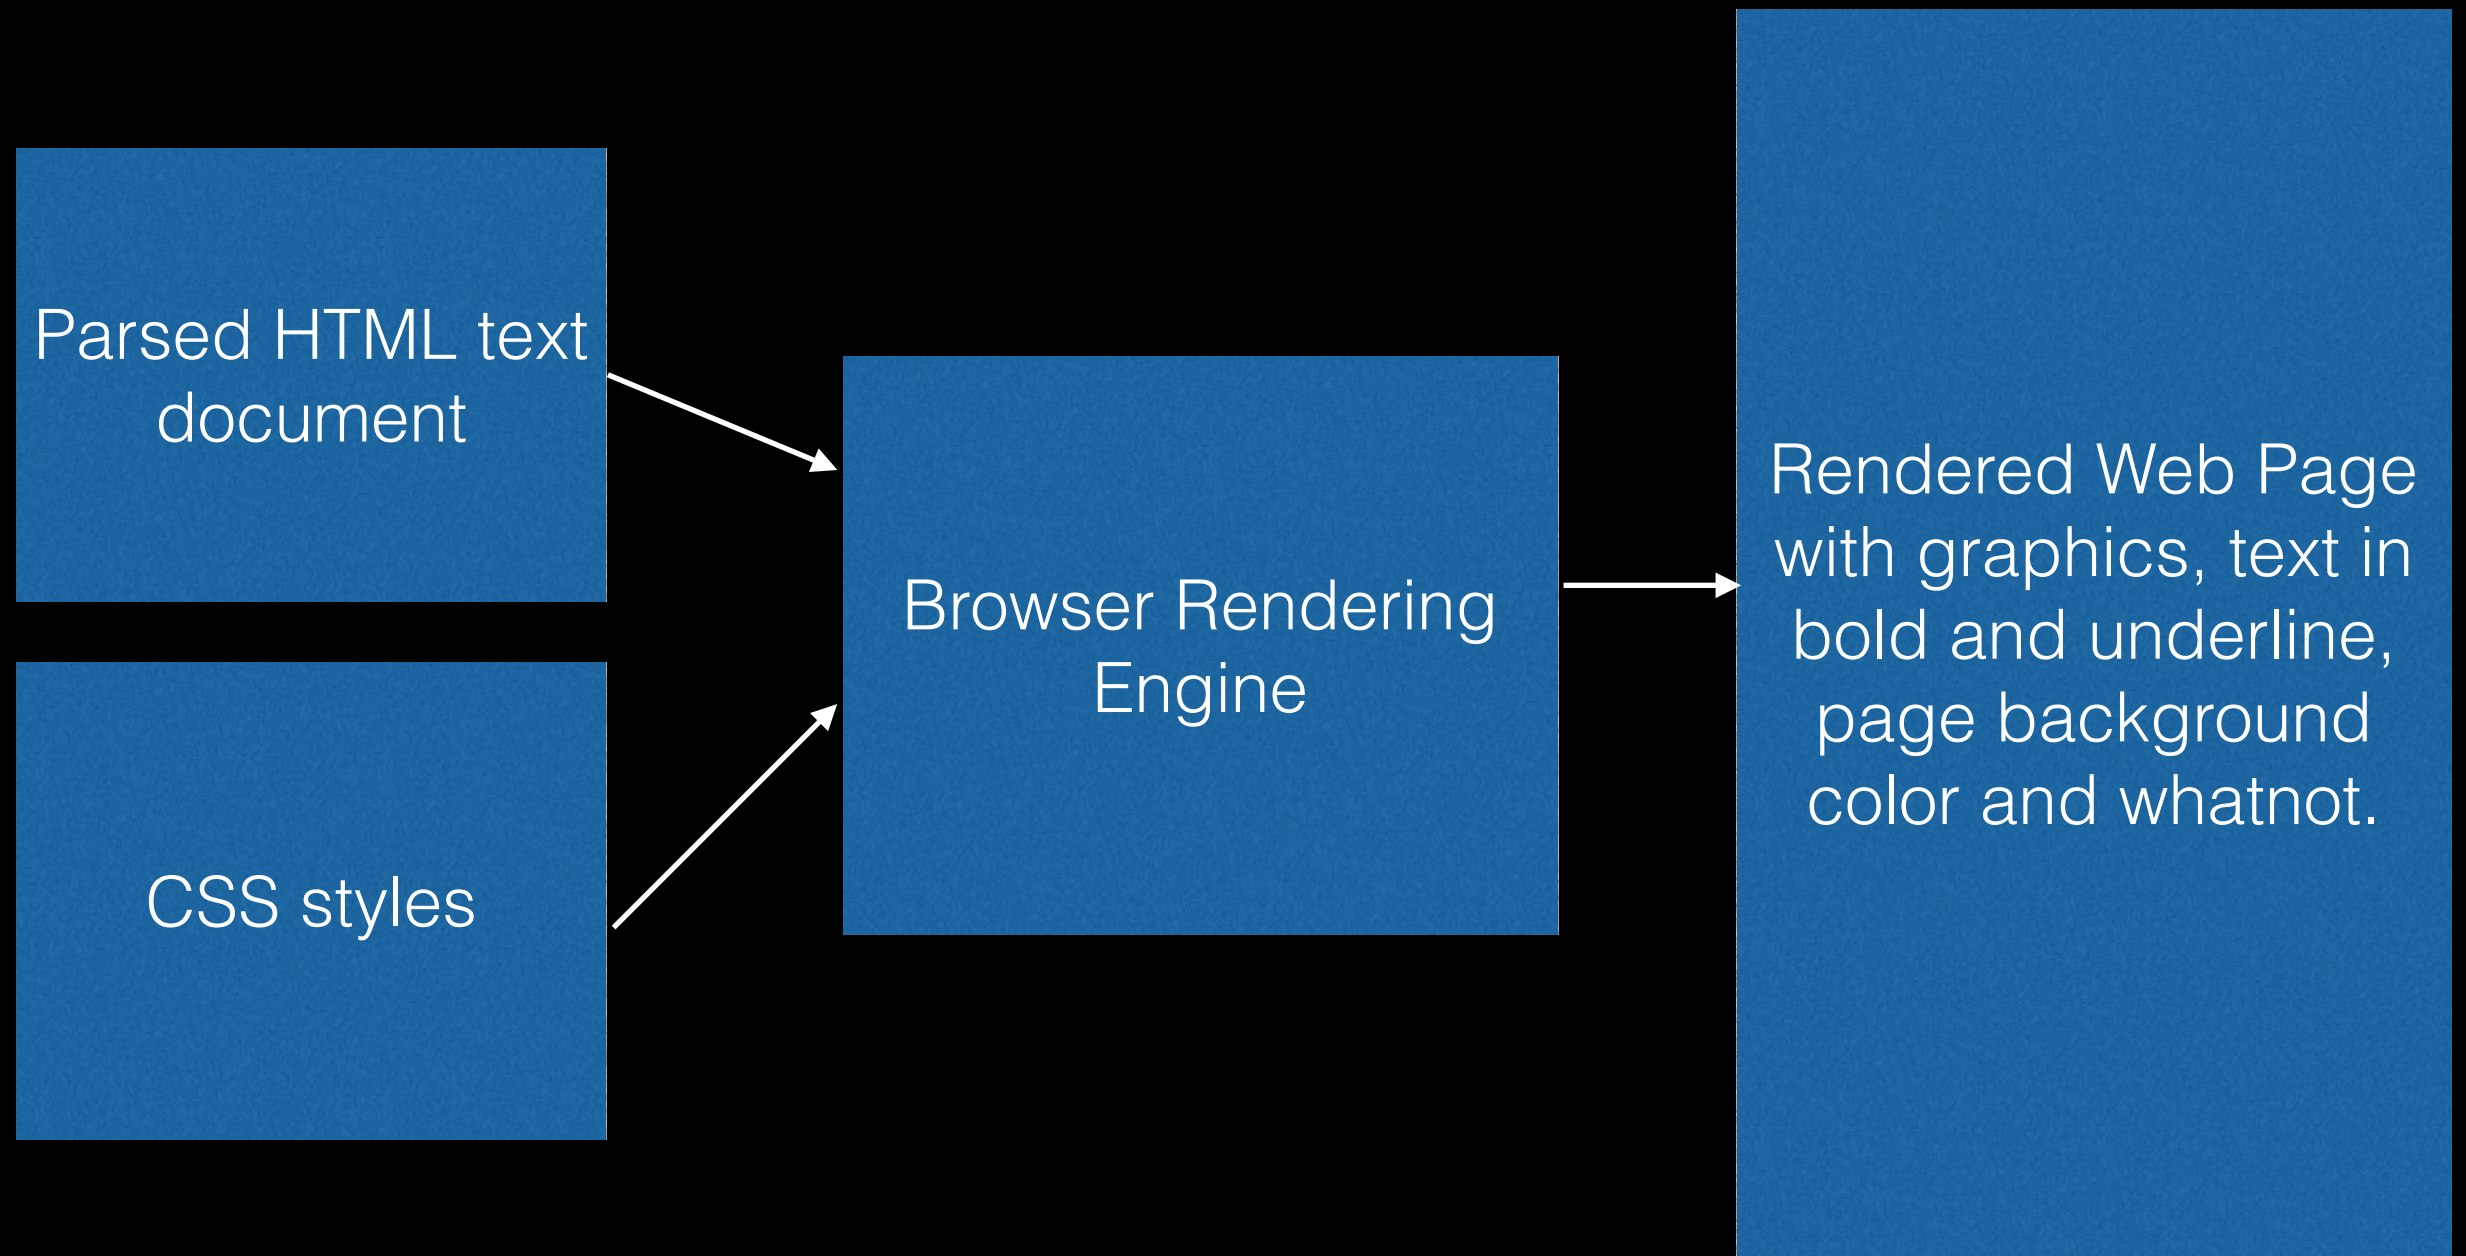 Parsed HTML text
document
CSS styles
Browser Rendering
Engine
Rendered Web Page
with graphics, text in
bold and underline,
page background
color and whatnot.